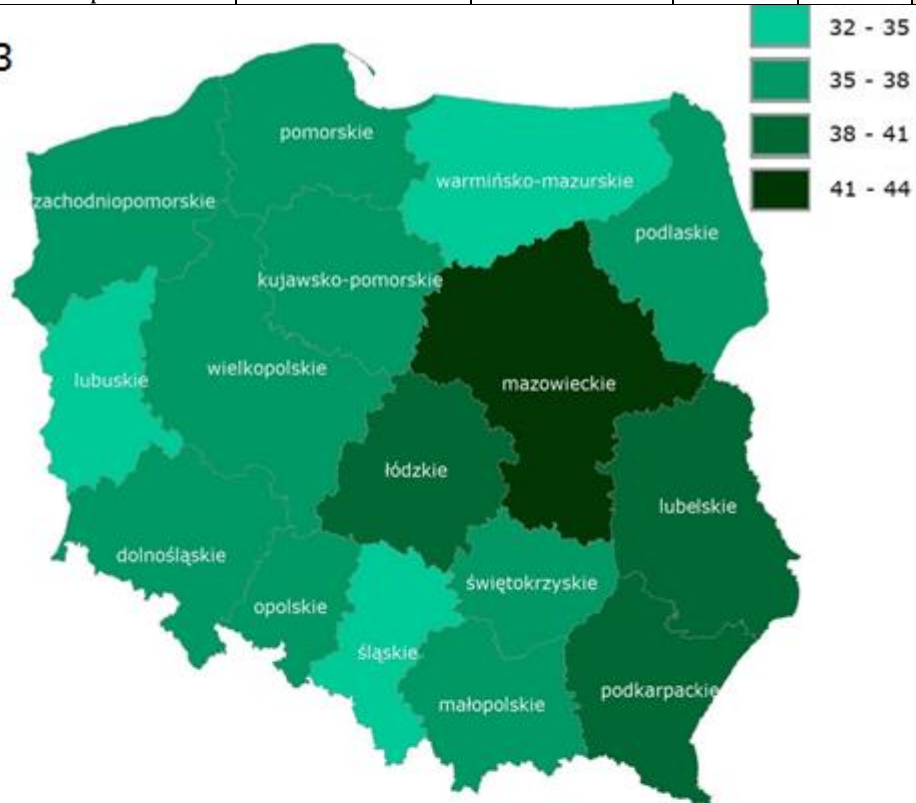 32 - 35
35 - 38
38 - 41
41 - 44
pomorskie
warmińsko-mazurskie
zachodniopomorskie
podlaskie
kujawsko-pomorskie
wielkopolskie
lubuskie
mazowieckie
łódzkie
lubelskie
dolnośląskie
świętokrzyskie
opolskie
śląskie
podkarpackie
małopolskie